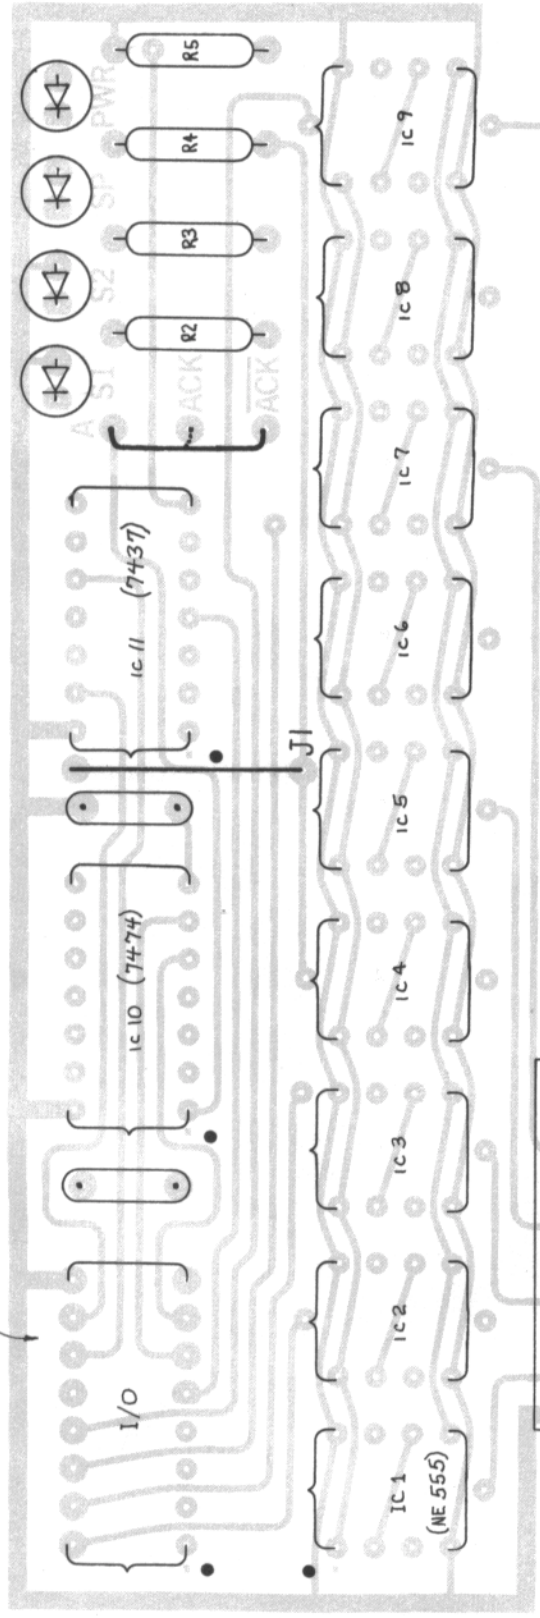 PWR
SP
S2
S1
R5
R4
R3
R2
A
ACK
ACK
IC 11 (7437)
J1
IC 10 (7474)
I/O
IC 9
IC 8
IC 7
IC 6
IC 5
IC 4
IC 3
IC 2
IC 1
(NE 555)